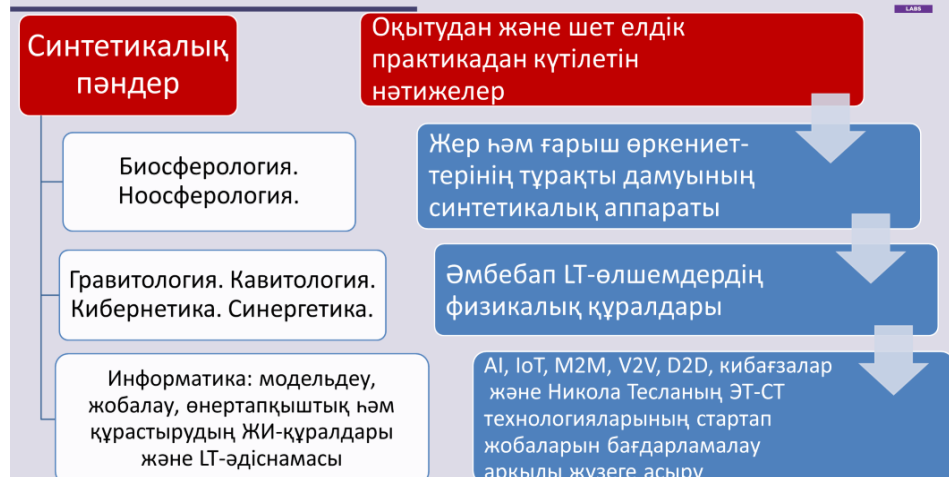 LABS
Синтетикалық
пәндер
Биосферология.
Ноосферология.
Гравитология. Кавитология.
Кибернетика. Синергетика.
Информатика: модельдеу,
жобалау, өнертапқыштық һәм
құрастырудың ЖИ-құралдары
және LT-әдіснамасы
Оқытудан және шет елдік
практикадан күтілетін
нәтижелер
Жер һәм ғарыш өркениет-
терінің тұрақты дамуының
синтетикалық аппараты
Әмбебап LT-өлшемдердің
физикалық құралдары
AI, IoT, M2M, V2V, D2D, кибағзалар
және Никола Тесланың ЭТ-СТ
технологияларының стартап
жобаларын бағдарламалау
арқылы жүзеге асыру